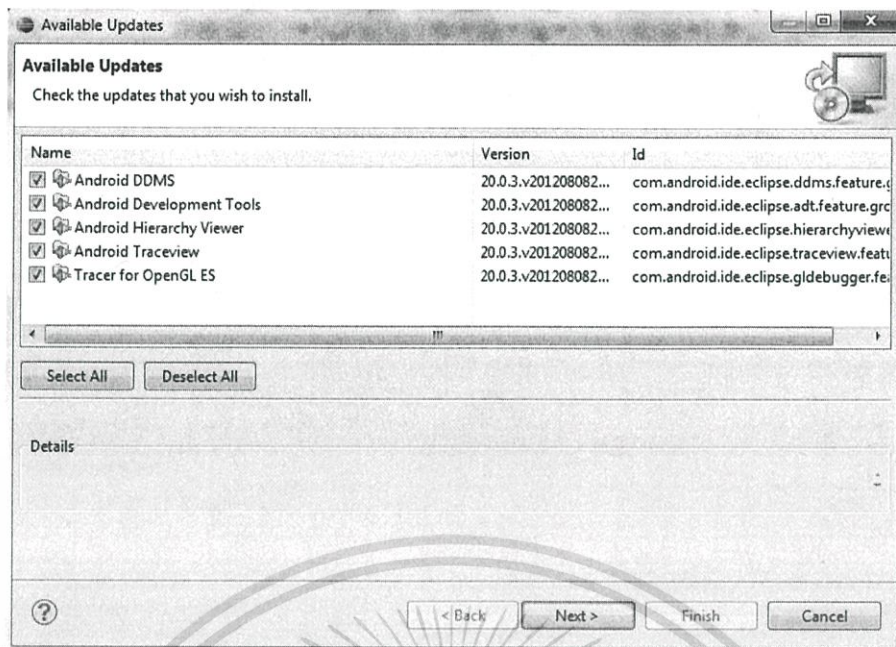 Available Updates
Available Updates
Check the updates that you wish to install.
Name Version Id
Android DDMS 20.0.3.v201208082... com.android.ide.eclipse.ddms.feature.g
Android Development Tools 20.0.3.v201208082... com.android.ide.eclipse.adt.feature.grc
Android Hierarchy Viewer 20.0.3.v201208082... com.android.ide.eclipse.hierarchyviewe
Android Traceview 20.0.3.v201208082... com.android.ide.eclipse.traceview.featu
Tracer for OpenGL ES 20.0.3.v201208082... com.android.ide.eclipse.gldebugger.fea
Select All Deselect All
Details
< Back Next > Finish Cancel